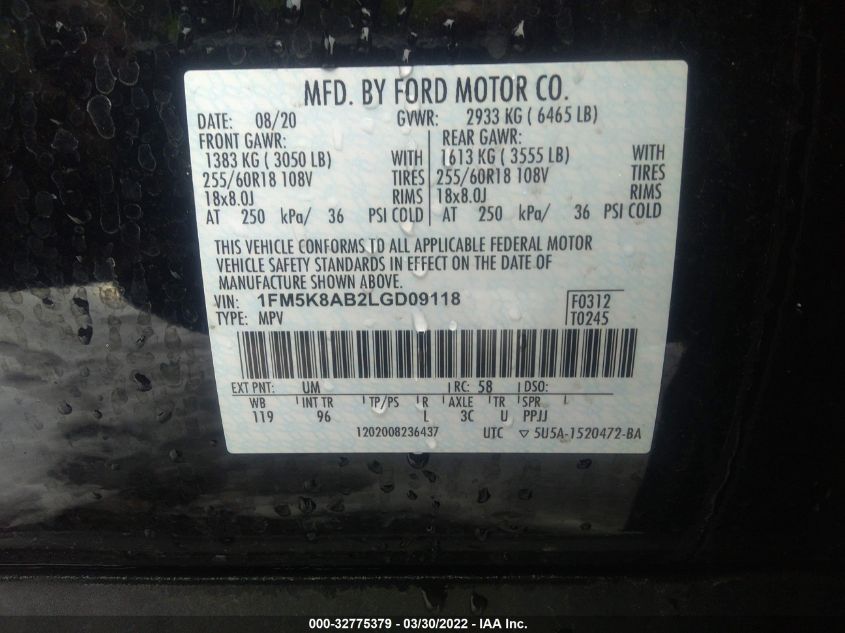 MFD. BY FORD MOTOR CO.
DATE: 08/20 GVWR: 2933 KG ( 6465 LB)
FRONT GAWR: REAR GAWR:
1383 KG ( 3050 LB) WITH 1613 KG ( 3555 LB) WITH
255/60R18 108V TIRES 255/60R18 108V TIRES
18x8.0J RIMS 18x8.0J RIMS
AT 250 kPa/ 36 PSI COLD AT 250 kPa/ 36 PSI COLD
THIS VEHICLE CONFORMS TO ALL APPLICABLE FEDERAL MOTOR
VEHICLE SAFETY STANDARDS IN EFFECT ON THE DATE OF
MANUFACTURE SHOWN ABOVE.
VIN: 1FM5K8AB2LGD09118 F0312
TYPE: MPV T0245
EXT PNT: UM RC: 58 DSO:
WB INT TR TP/PS R AXLE TR SPR
119 96 L 3C U PPJJ
1202008236437 UTC ▽ 5U5A-1520472-BA
000-32775379 - 03/30/2022 - IAA Inc.